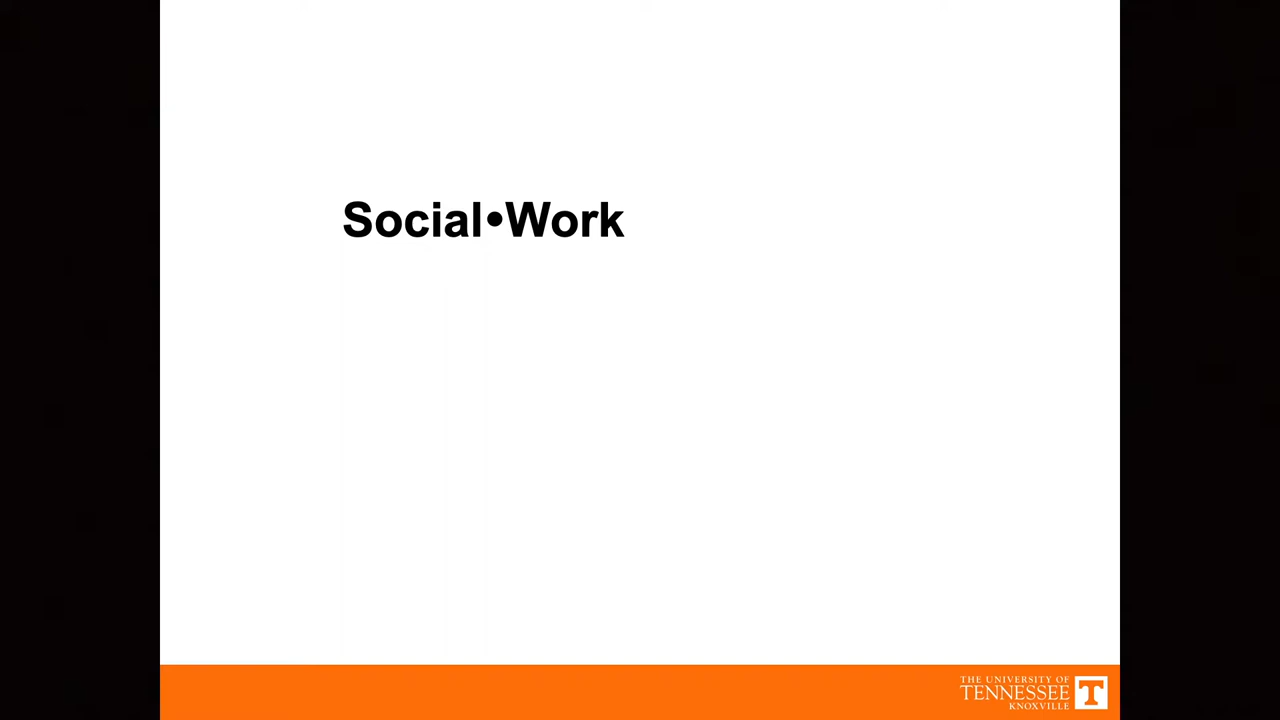 Social•Work
THE UNIVERSITY OF
TENNESSEE
KNOXVILLE
T